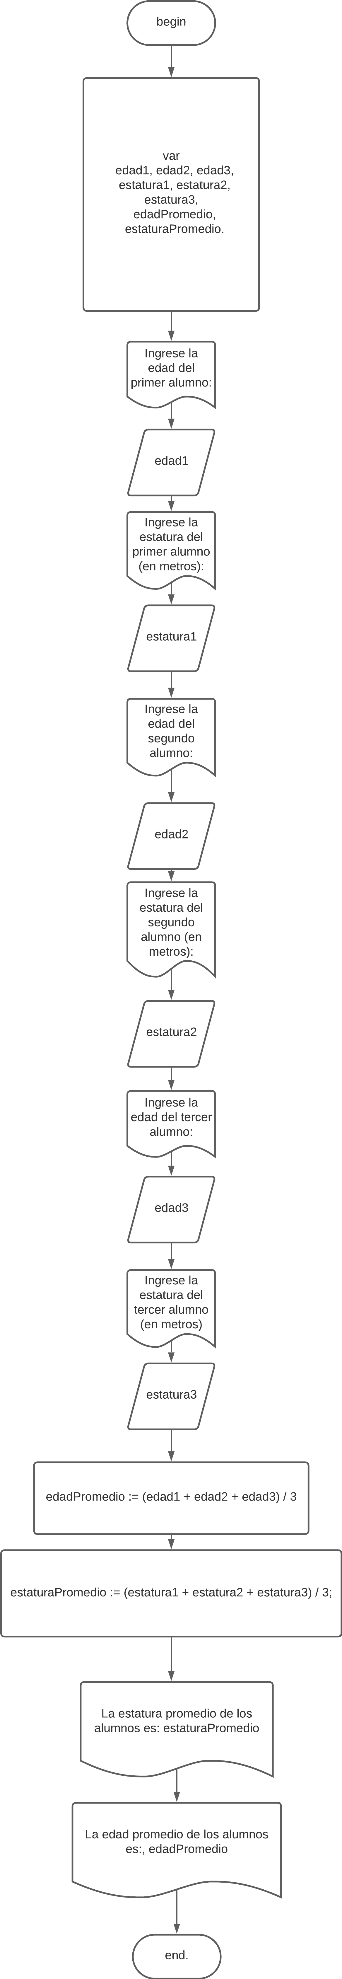 begin
var
edad1, edad2, edad3,
estatura1, estatura2,
estatura3,
edadPromedio,
estaturaPromedio.
Ingrese la
edad del
primer alumno:
edad1
Ingrese la
estatura del
primer alumno
(en metros):
estatura1
Ingrese la
edad del
segundo
alumno:
edad2
Ingrese la
estatura del
segundo
alumno (en
metros):
estatura2
Ingrese la
edad del tercer
alumno:
edad3
Ingrese la
estatura del
tercer alumno
(en metros)
estatura3
edadPromedio := (edad1 + edad2 + edad3) / 3
estaturaPromedio := (estatura1 + estatura2 + estatura3) / 3;
La estatura promedio de los
alumnos es: estaturaPromedio
La edad promedio de los alumnos
es:, edadPromedio
end.